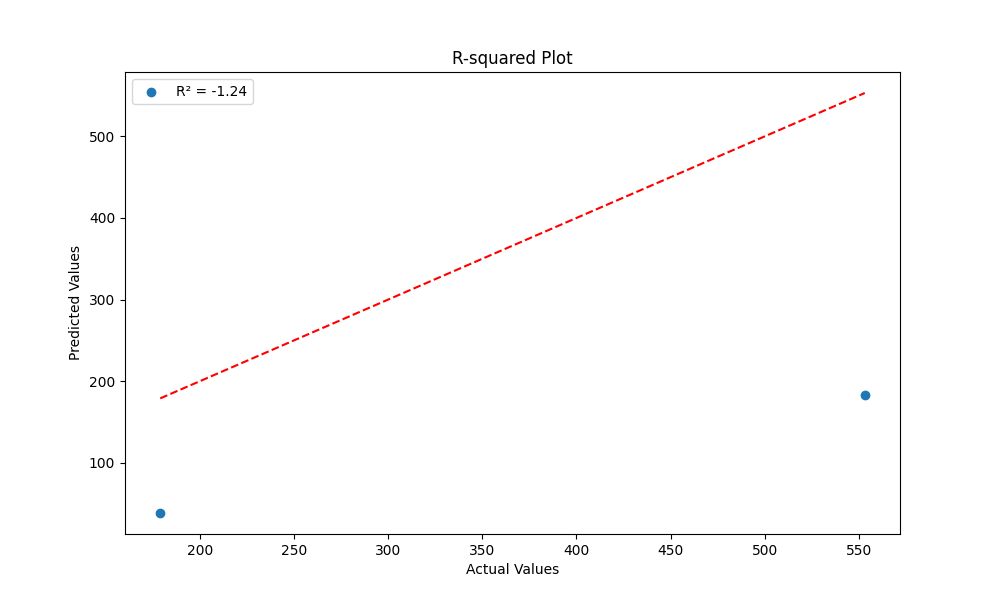 R-squared Plot
R² = -1.24
500
400
300
200
100
Predicted Values
200 250 300 350 400 450 500 550
Actual Values